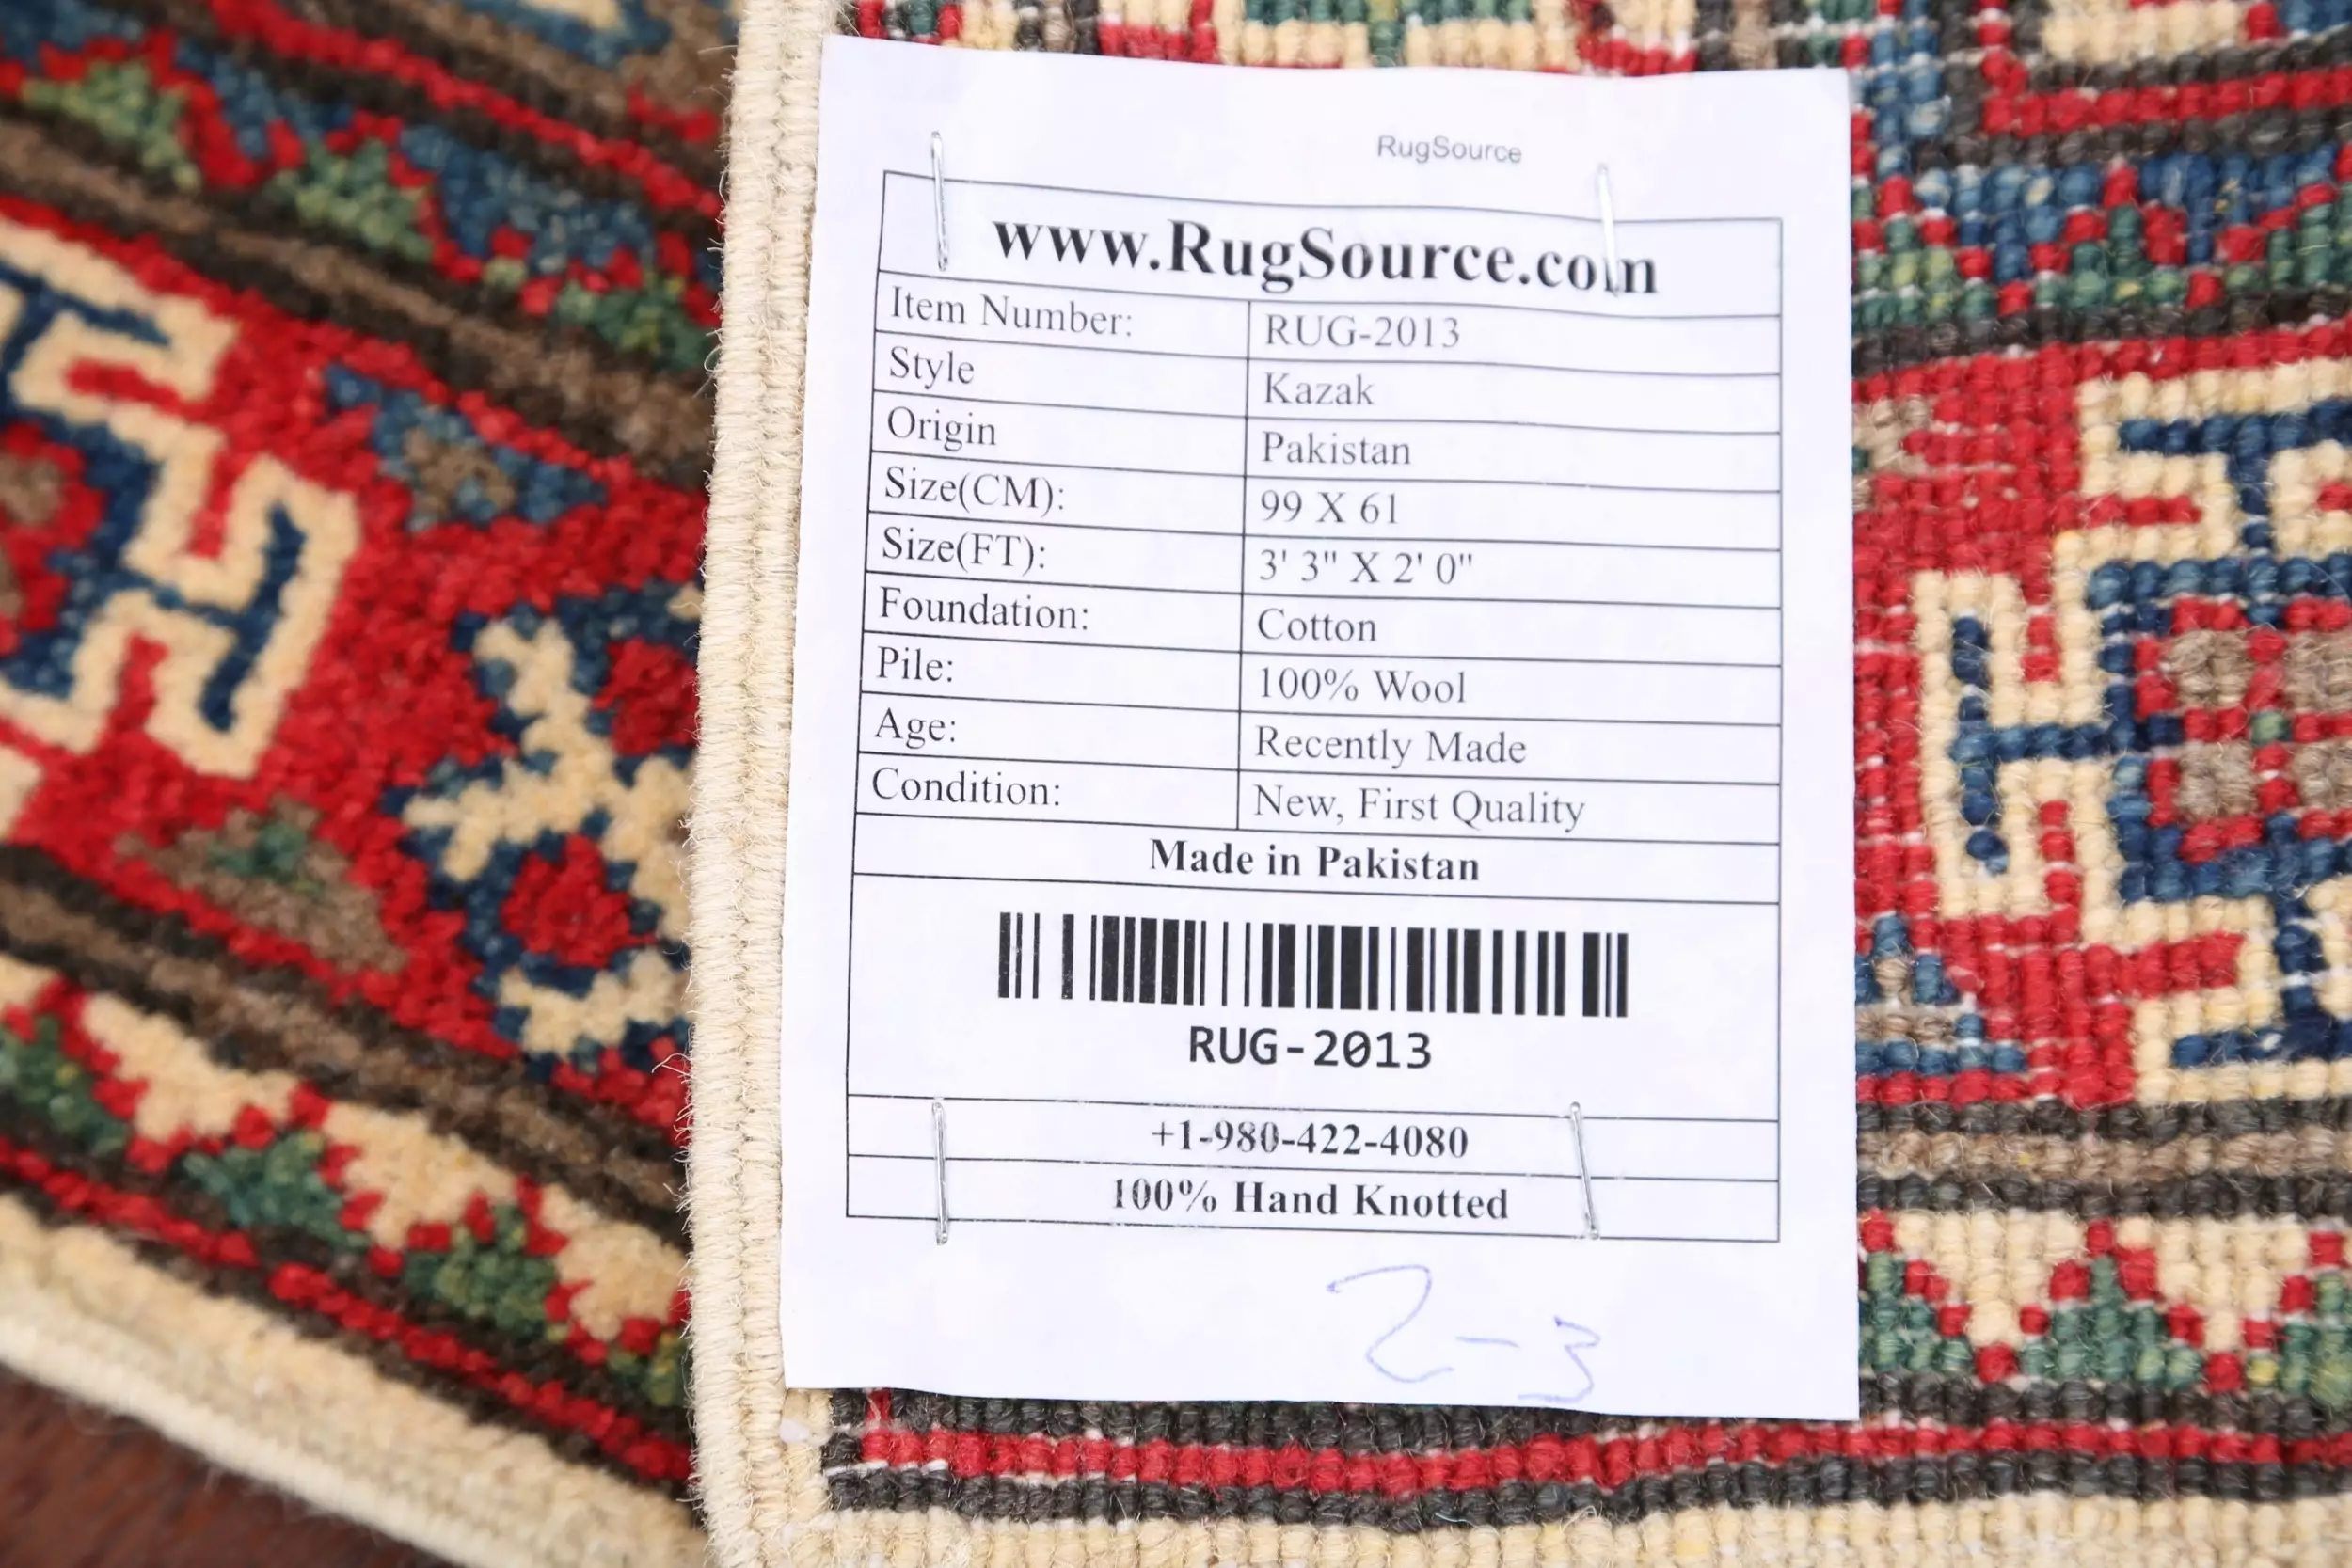 RugSource
www.RugSource.com
Item Number: RUG-2013
Style Kazak
Origin Pakistan
Size(CM): 99 X 61
Size(FT): 3' 3" X 2' 0"
Foundation: Cotton
Pile: 100% Wool
Age: Recently Made
Condition: New, First Quality
Made in Pakistan
RUG-2013
+1-980-422-4080
100% Hand Knotted
2-3